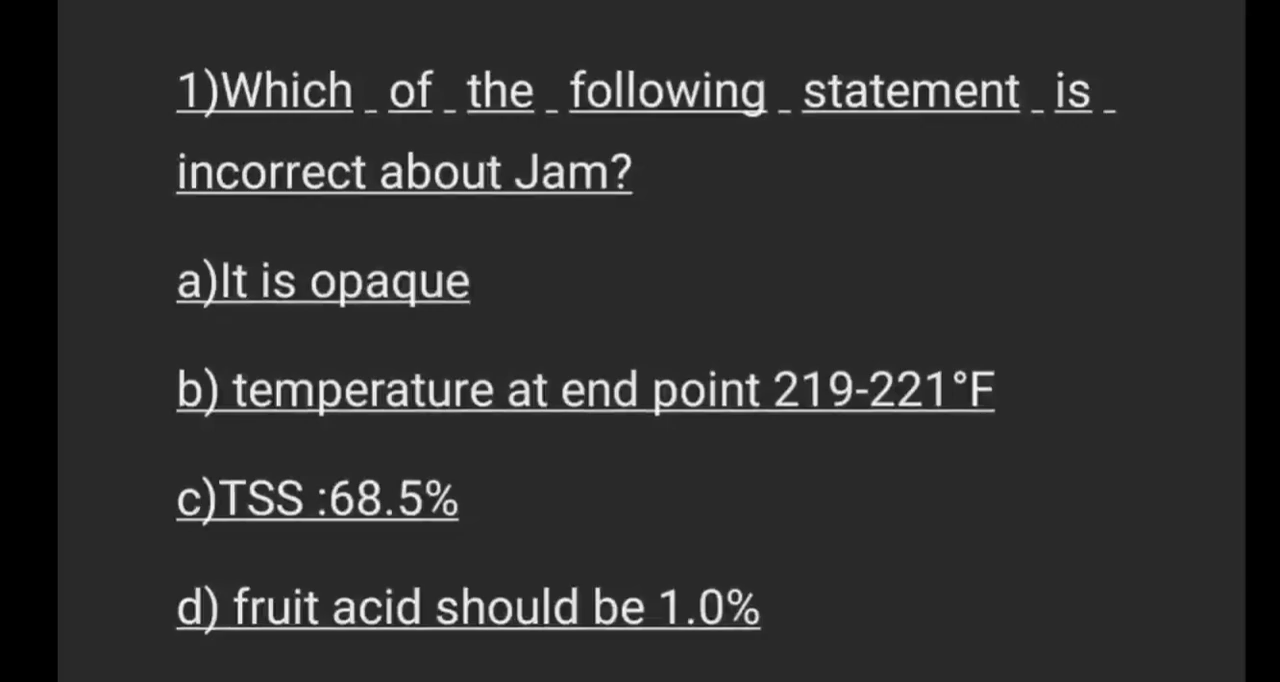 1)Which of the following statement is
incorrect about Jam?
a)It is opaque
b) temperature at end point 219-221°F
c)TSS :68.5%
d) fruit acid should be 1.0%